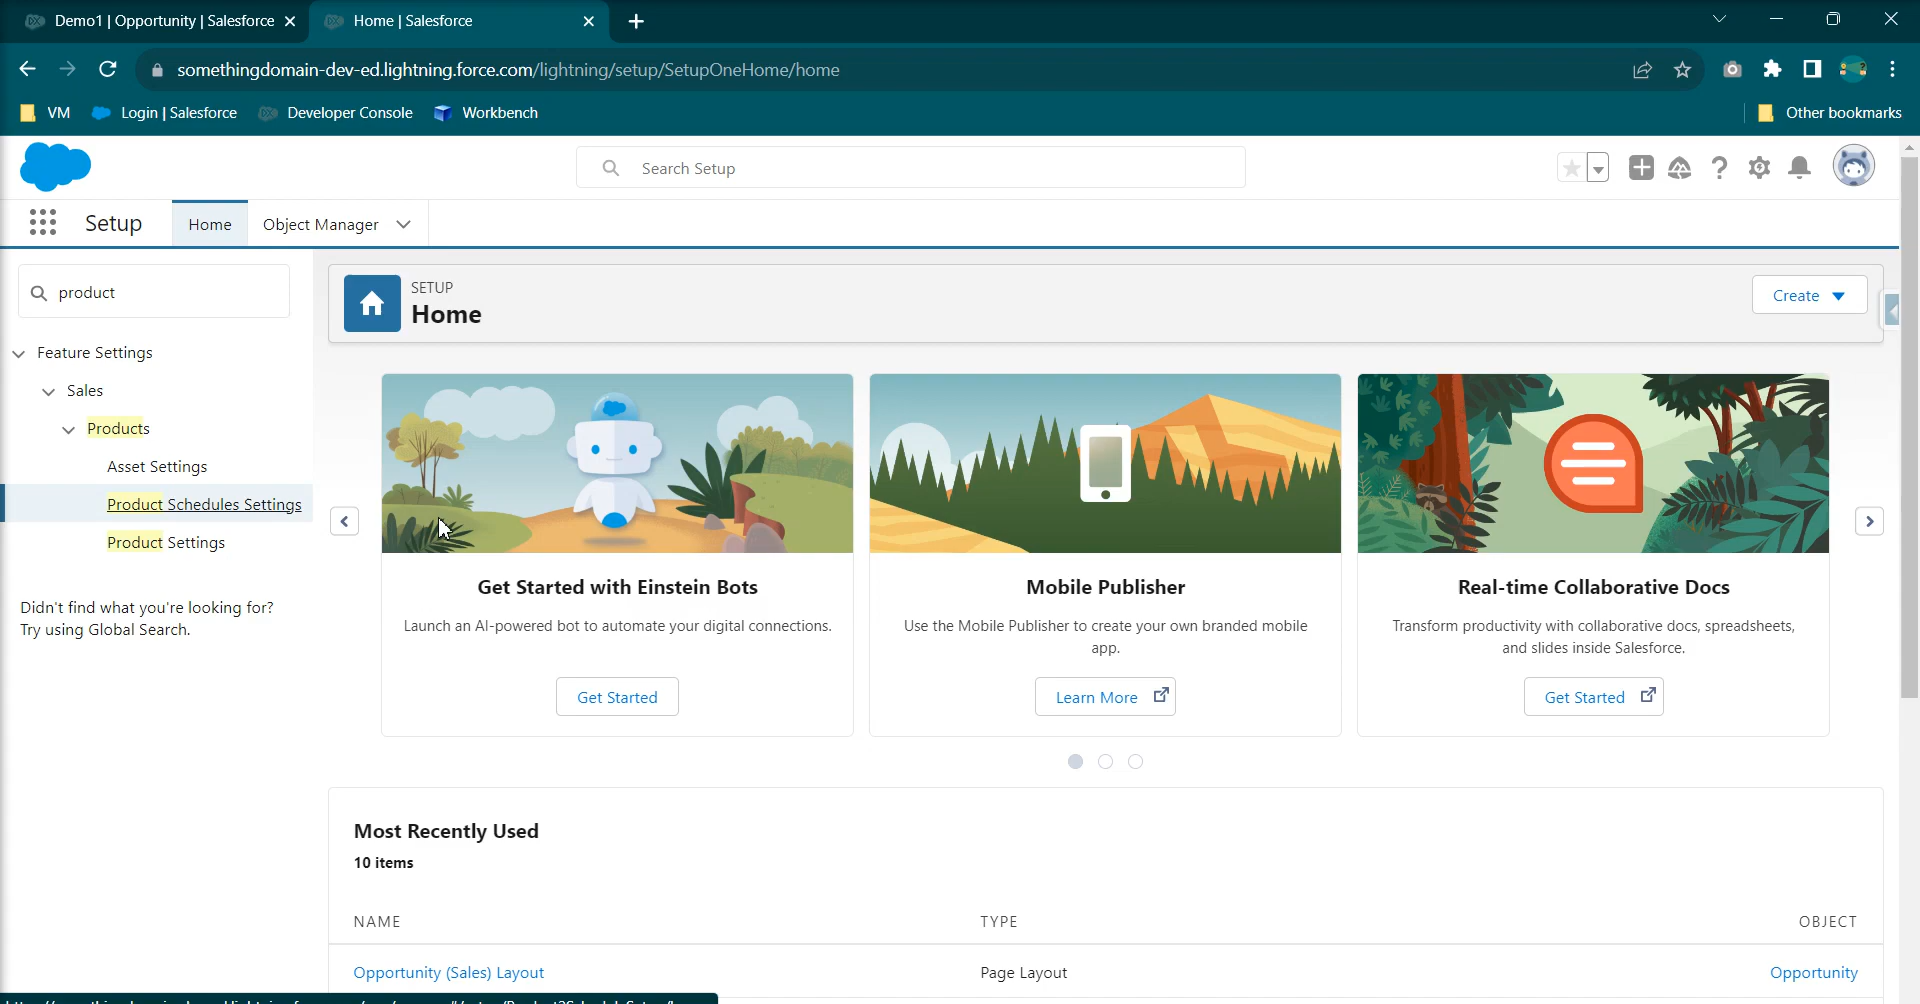 Demo1 | Opportunity | Salesforce
Home | Salesforce
somethingdomain-dev-ed.lightning.force.com/lightning/setup/SetupOneHome/home
VM
Login | Salesforce
Developer Console
Workbench
Other bookmarks
Search Setup
Setup
Home
Object Manager
product
Feature Settings
Sales
Products
Asset Settings
Product Schedules Settings
Product Settings
Didn't find what you're looking for?
Try using Global Search.
SETUP
Home
Create
Get Started with Einstein Bots
Launch an AI-powered bot to automate your digital connections.
Get Started
Mobile Publisher
Use the Mobile Publisher to create your own branded mobile
app.
Learn More
Real-time Collaborative Docs
Transform productivity with collaborative docs, spreadsheets,
and slides inside Salesforce.
Get Started
Most Recently Used
10 items
NAME TYPE OBJECT
Opportunity (Sales) Layout Page Layout Opportunity